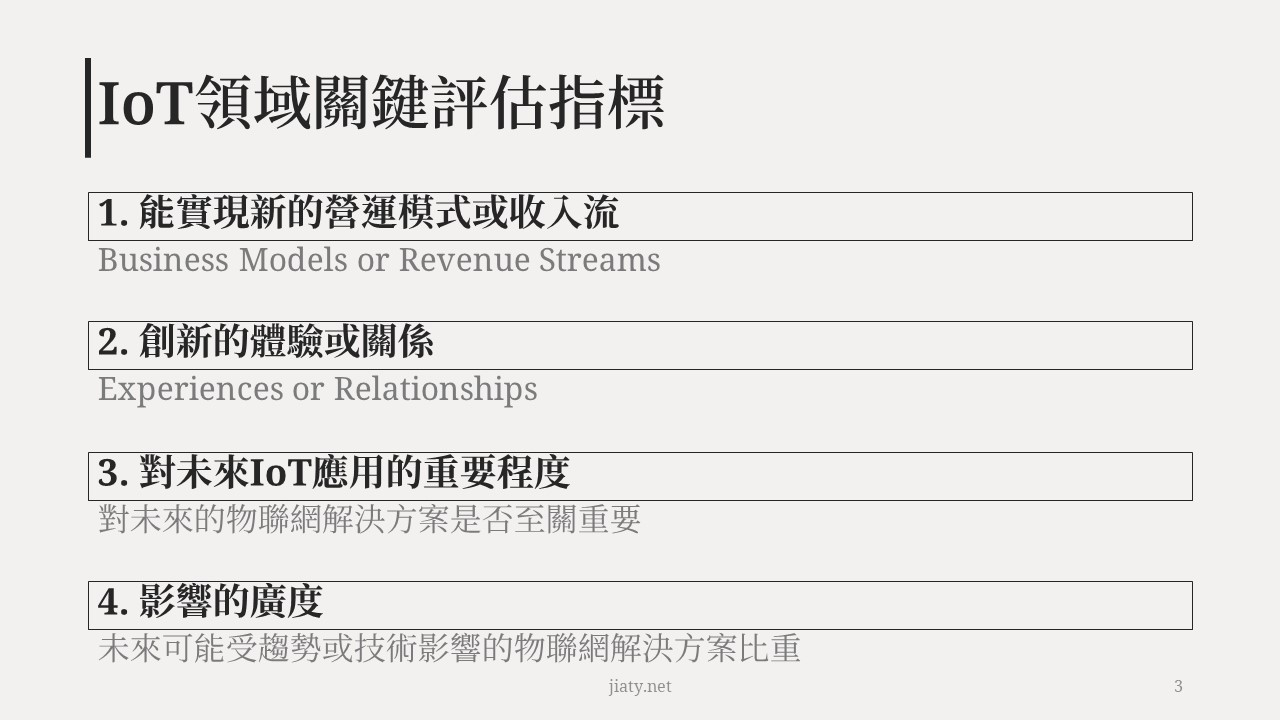 IoT領域關鍵評估指標
1. 能實現新的營運模式或收入流
Business Models or Revenue Streams
2. 創新的體驗或關係
Experiences or Relationships
3. 對未來IoT應用的重要程度
對未來的物聯網解決方案是否至關重要
4. 影響的廣度
未來可能受趨勢或技術影響的物聯網解決方案比重
jiaty.net
3